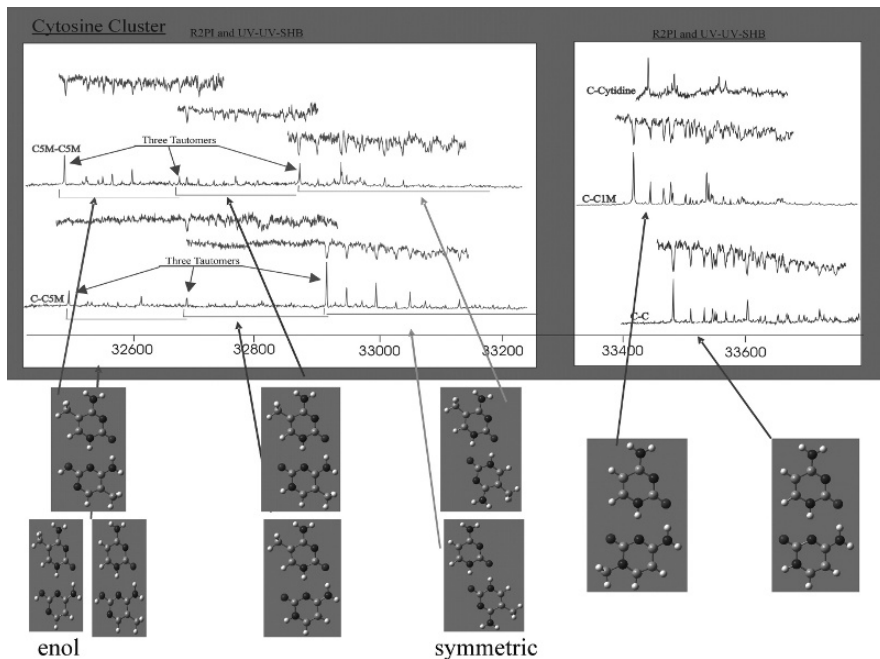 Cytosine Cluster
R2PI and UV-UV-SHB
R2PI and UV-UV-SHB
C-Cytidine
C5M-C5M
Three Tautomers
C-C1M
Three Tautomers
C-C5M
C-C
32600
32800
33000
33200
33400
33600
enol
symmetric